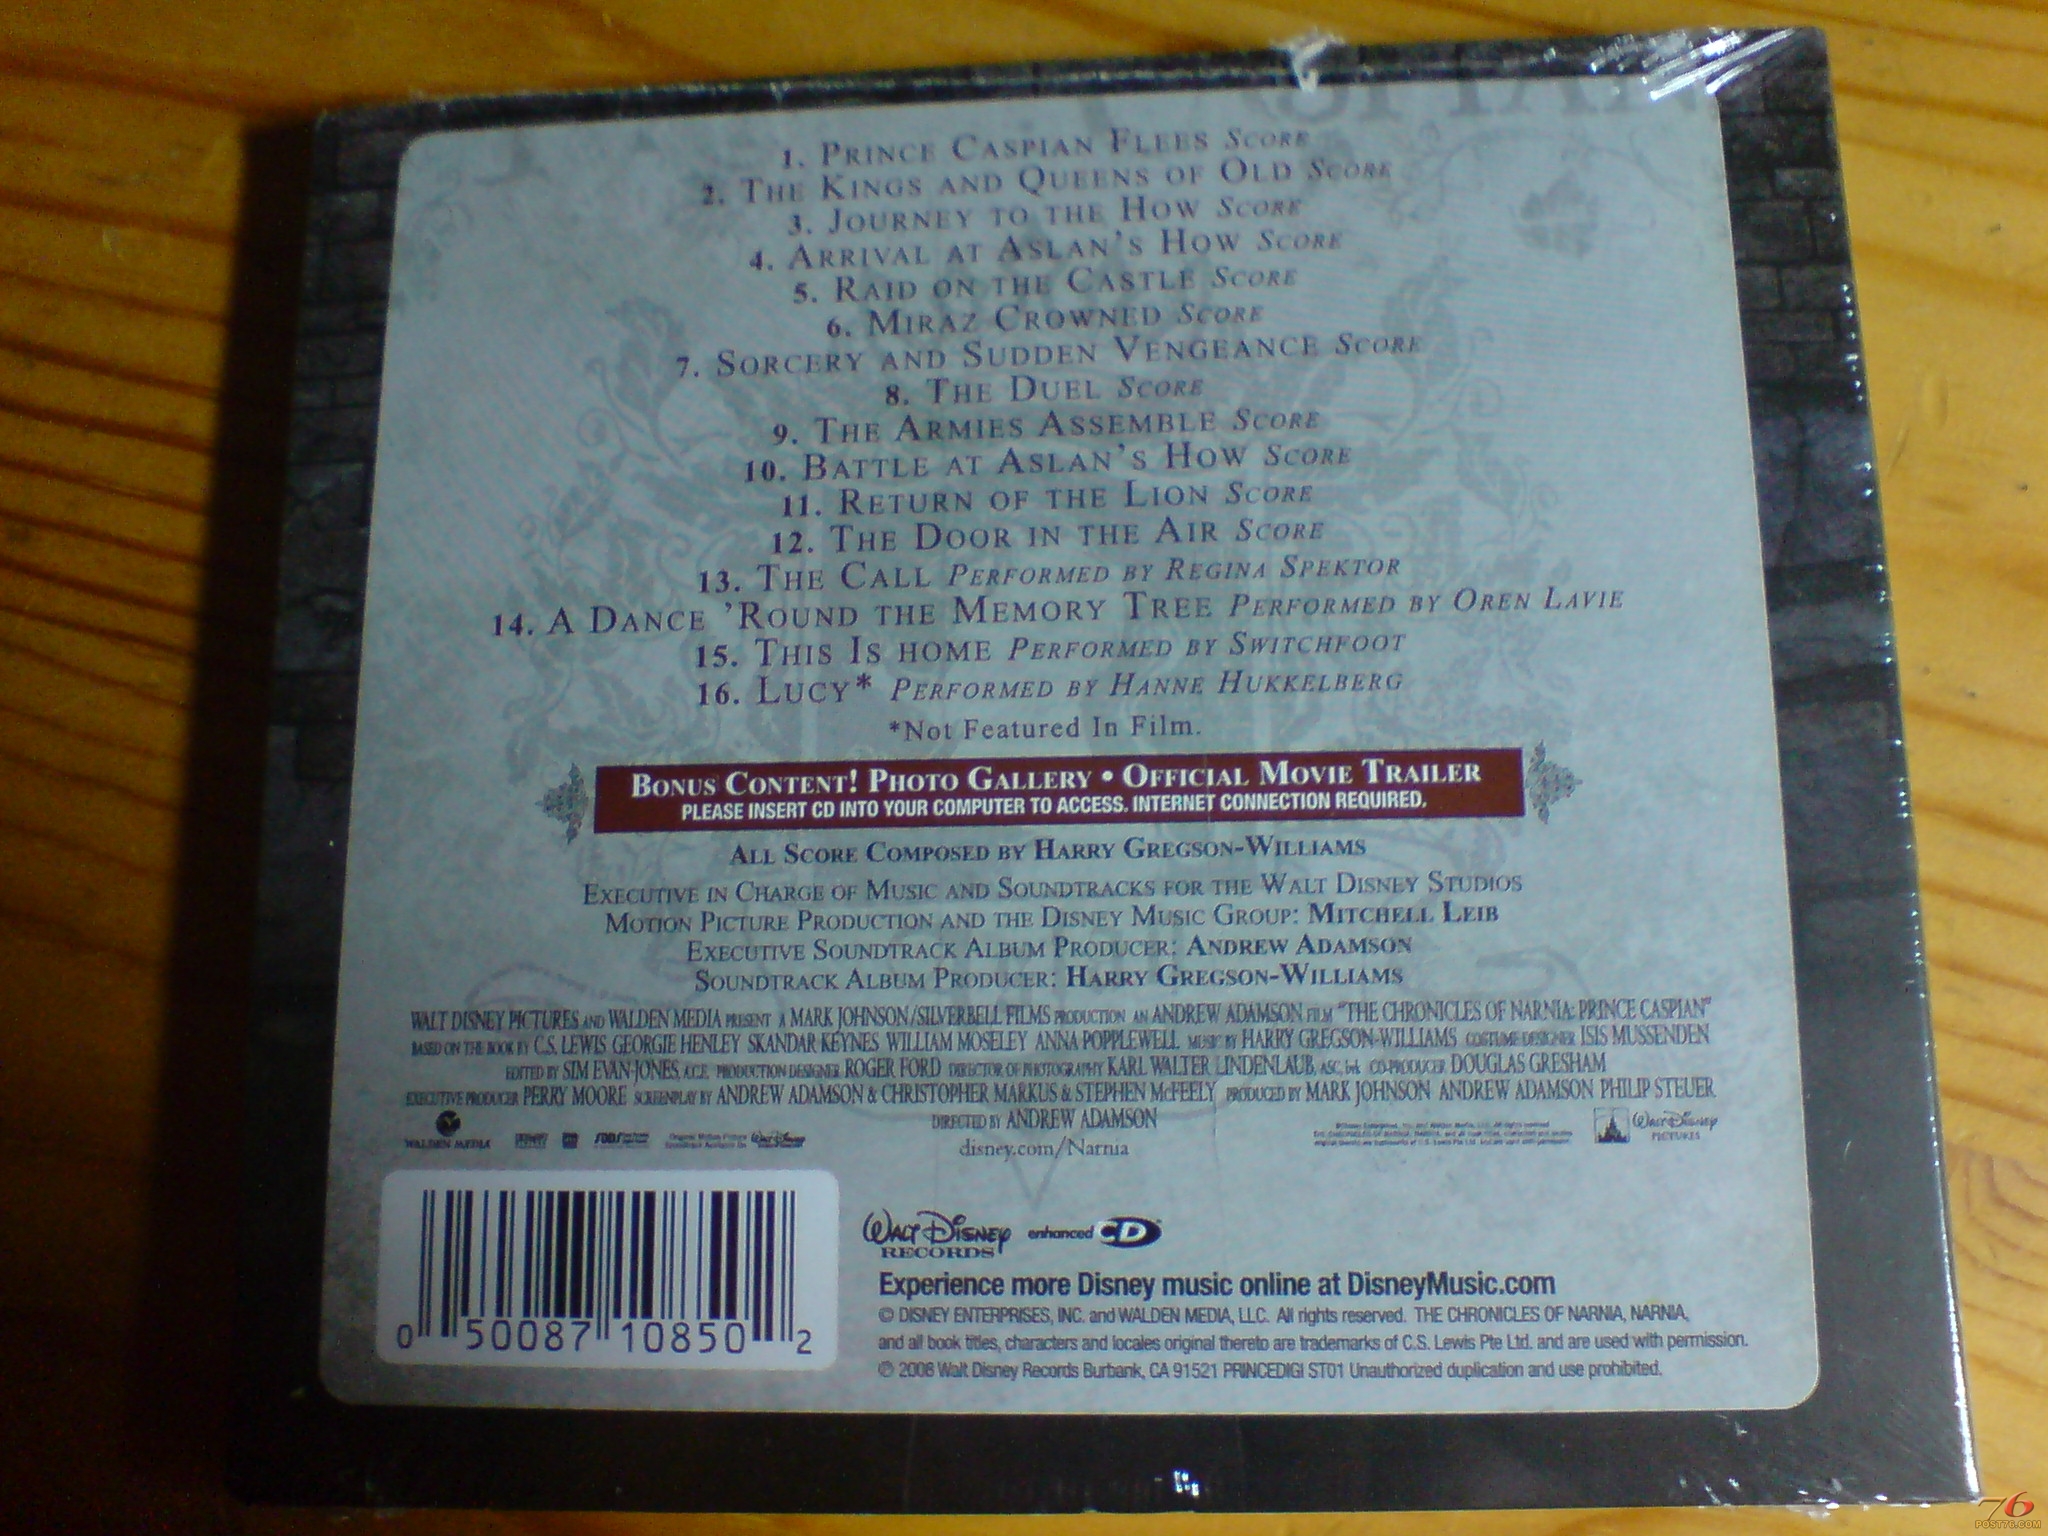 1. PRINCE CASPIAN FLEES SCORE
2. THE KINGS AND QUEENS OF OLD SCORE
3. JOURNEY TO THE HOW SCORE
4. ARRIVAL AT ASLAN'S HOW SCORE
5. RAID ON THE CASTLE SCORE
6. MIRAZ CROWNED SCORE
7. SORCERY AND SUDDEN VENGEANCE SCORE
8. THE DUEL SCORE
9. THE ARMIES ASSEMBLE SCORE
10. BATTLE AT ASLAN'S HOW SCORE
11. RETURN OF THE LION SCORE
12. THE DOOR IN THE AIR SCORE
13. THE CALL PERFORMED BY REGINA SPEKTOR
14. A DANCE 'ROUND THE MEMORY TREE PERFORMED BY OREN LAVIE
15. THIS IS HOME PERFORMED BY SWITCHFOOT
16. LUCY* PERFORMED BY HANNE HUKKELBERG
*Not Featured In Film.
BONUS CONTENT! PHOTO GALLERY • OFFICIAL MOVIE TRAILER
PLEASE INSERT CD INTO YOUR COMPUTER TO ACCESS. INTERNET CONNECTION REQUIRED.
ALL SCORE COMPOSED BY HARRY GREGSON-WILLIAMS
EXECUTIVE IN CHARGE OF MUSIC AND SOUNDTRACKS FOR THE WALT DISNEY STUDIOS
MOTION PICTURE PRODUCTION AND THE DISNEY MUSIC GROUP: MITCHELL LEIB
EXECUTIVE SOUNDTRACK ALBUM PRODUCER: ANDREW ADAMSON
SOUNDTRACK ALBUM PRODUCER: HARRY GREGSON-WILLIAMS
WALT DISNEY PICTURES AND WALDEN MEDIA PRESENT A MARK JOHNSON/SILVERBELL FILMS PRODUCTION AN ANDREW ADAMSON FILM "THE CHRONICLES OF NARNIA: PRINCE CASPIAN"
BASED ON THE BOOK BY C.S. LEWIS GEORGIE HENLEY SKANDAR KEYNES WILLIAM MOSELEY ANNA POPPLEWELL MUSIC BY HARRY GREGSON-WILLIAMS COSTUME DESIGNER ISIS MUSSENDEN
EDITED BY SIM EVAN-JONES, A.C.E. PRODUCTION DESIGNER ROGER FORD DIRECTOR OF PHOTOGRAPHY KARL WALTER LINDENLAUB, ASC, bvk CO-PRODUCER DOUGLAS GRESHAM
EXECUTIVE PRODUCER PERRY MOORE SCREENPLAY BY ANDREW ADAMSON & CHRISTOPHER MARKUS & STEPHEN McFEELY PRODUCED BY MARK JOHNSON ANDREW ADAMSON PHILIP STEUER
DIRECTED BY ANDREW ADAMSON
WALDEN MEDIA
WALT DISNEY PICTURES
disney.com/Narnia
WALT DISNEY RECORDS enhanced CD
Experience more Disney music online at DisneyMusic.com
© DISNEY ENTERPRISES, INC. and WALDEN MEDIA, LLC. All rights reserved. THE CHRONICLES OF NARNIA, NARNIA,
and all book titles, characters and locales original thereto are trademarks of C.S. Lewis Pte Ltd. and are used with permission.
℗ 2008 Walt Disney Records Burbank, CA 91521 PRINCEDIGI ST01 Unauthorized duplication and use prohibited.
0 50087 10850 2
76
POST76.COM